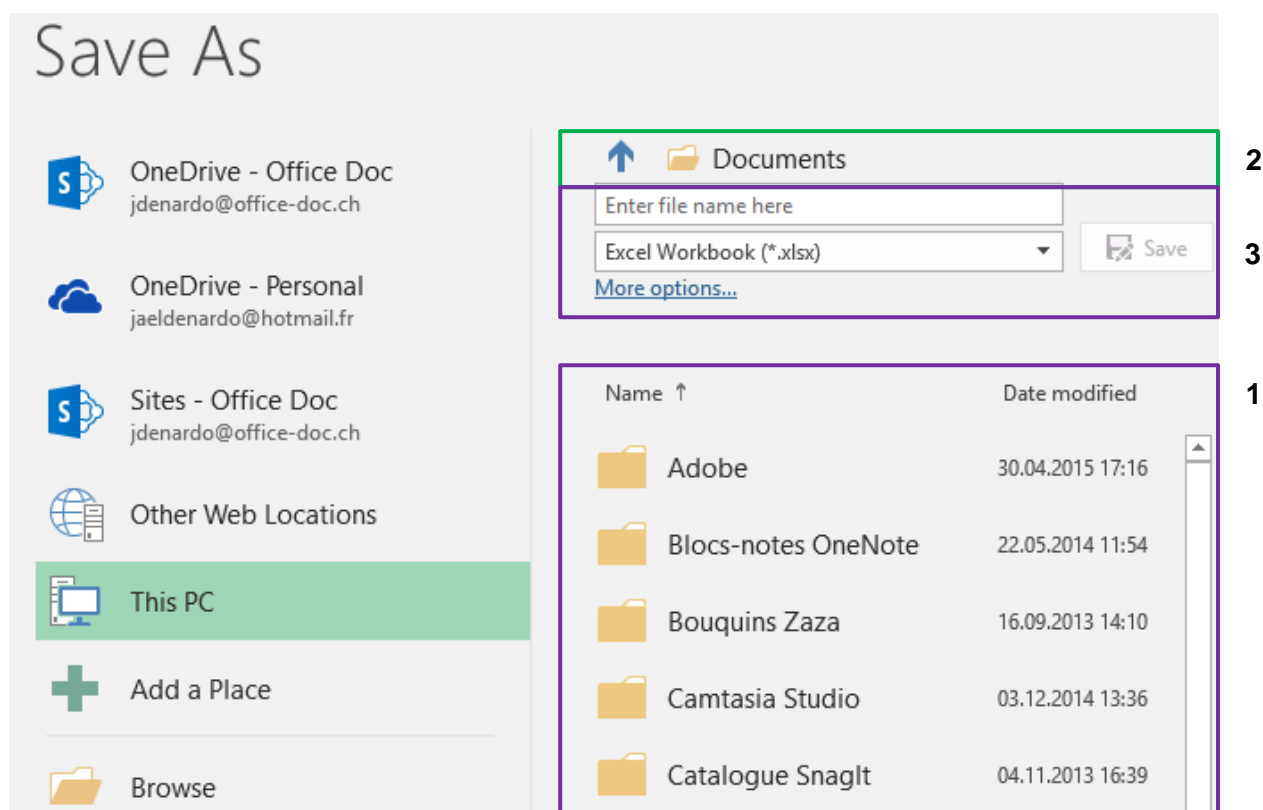 Save As
OneDrive - Office Doc
jdenardo@office-doc.ch
OneDrive - Personal
jaeldenardo@hotmail.fr
Sites - Office Doc
jdenardo@office-doc.ch
Other Web Locations
This PC
Add a Place
Browse
Documents
2
Enter file name here
Excel Workbook (*.xlsx)
Save
3
More options...
Name ↑ Date modified
1
Adobe 30.04.2015 17:16
Blocs-notes OneNote 22.05.2014 11:54
Bouquins Zaza 16.09.2013 14:10
Camtasia Studio 03.12.2014 13:36
Catalogue SnagIt 04.11.2013 16:39